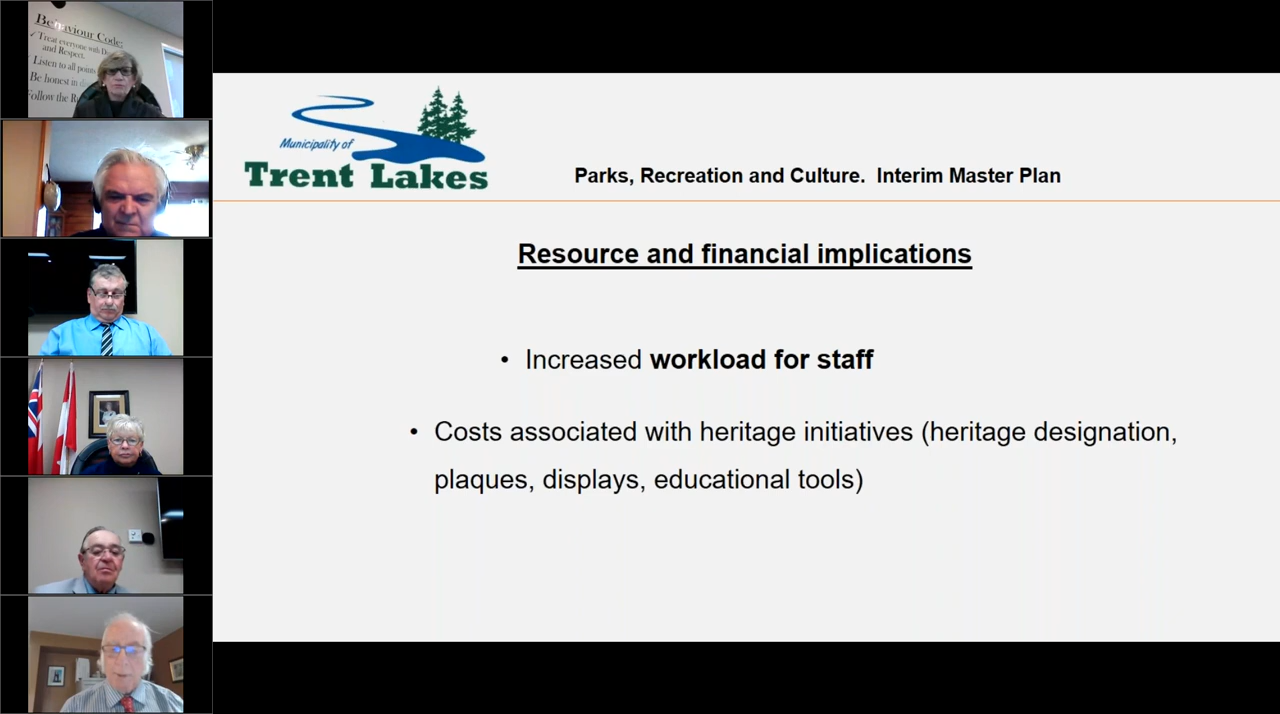 Behaviour Code:
✓ Treat everyone with
and Respect.
Listen to all points
Be honest in
Follow the
Municipality of
Trent Lakes
Parks, Recreation and Culture. Interim Master Plan
Resource and financial implications
• Increased workload for staff
• Costs associated with heritage initiatives (heritage designation,
plaques, displays, educational tools)